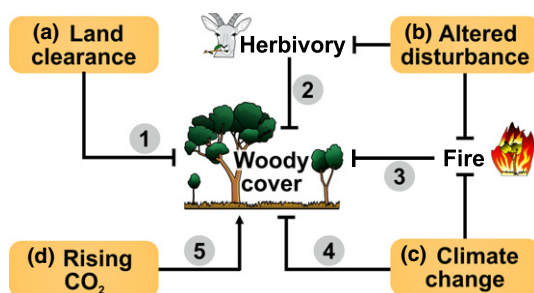 (a) Land
clearance
Herbivory
(b) Altered
disturbance
1
2
Woody
cover
3
Fire
(d) Rising
CO₂
5
4
(c) Climate
change